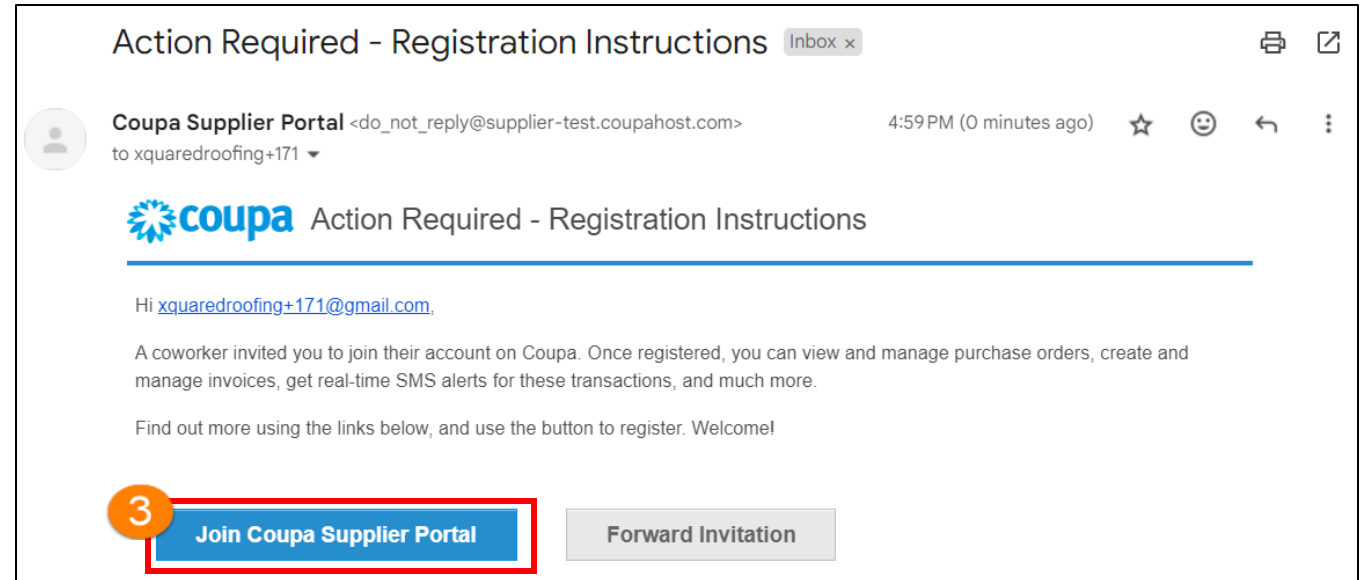 Action Required - Registration Instructions Inbox x
Coupa Supplier Portal <do_not_reply@supplier-test.coupahost.com> 4:59 PM (0 minutes ago)
to xquaredroofing+171
coupa Action Required - Registration Instructions
Hi xquaredroofing+171@gmail.com,
A coworker invited you to join their account on Coupa. Once registered, you can view and manage purchase orders, create and
manage invoices, get real-time SMS alerts for these transactions, and much more.
Find out more using the links below, and use the button to register. Welcome!
3
Join Coupa Supplier Portal Forward Invitation